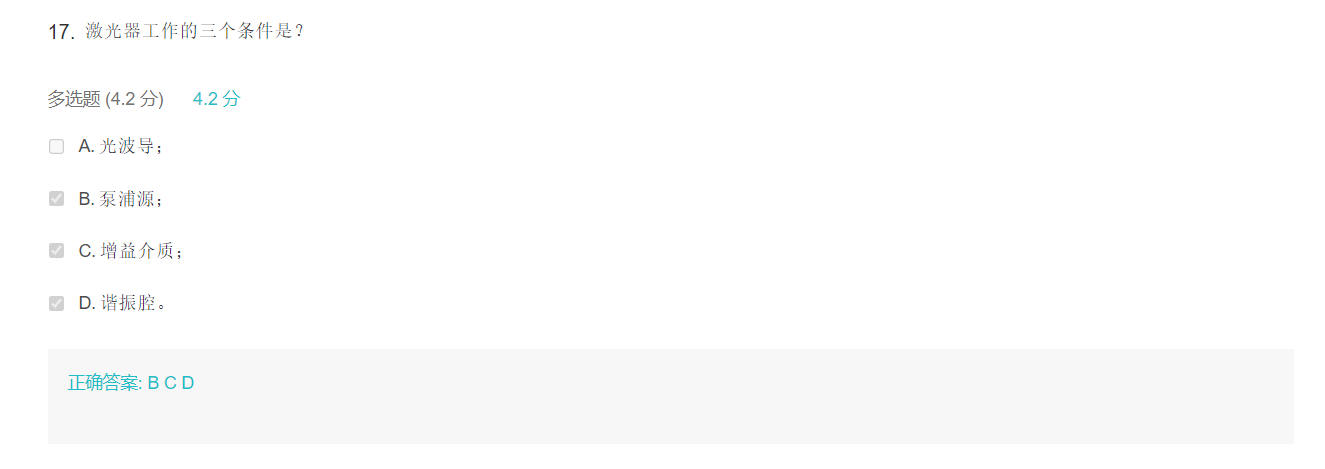 17. 激光器工作的三个条件是?
多选题 (4.2 分) 4.2 分
A. 光波导;
B. 泵浦源;
C. 增益介质;
D. 谐振腔。
正确答案: B C D